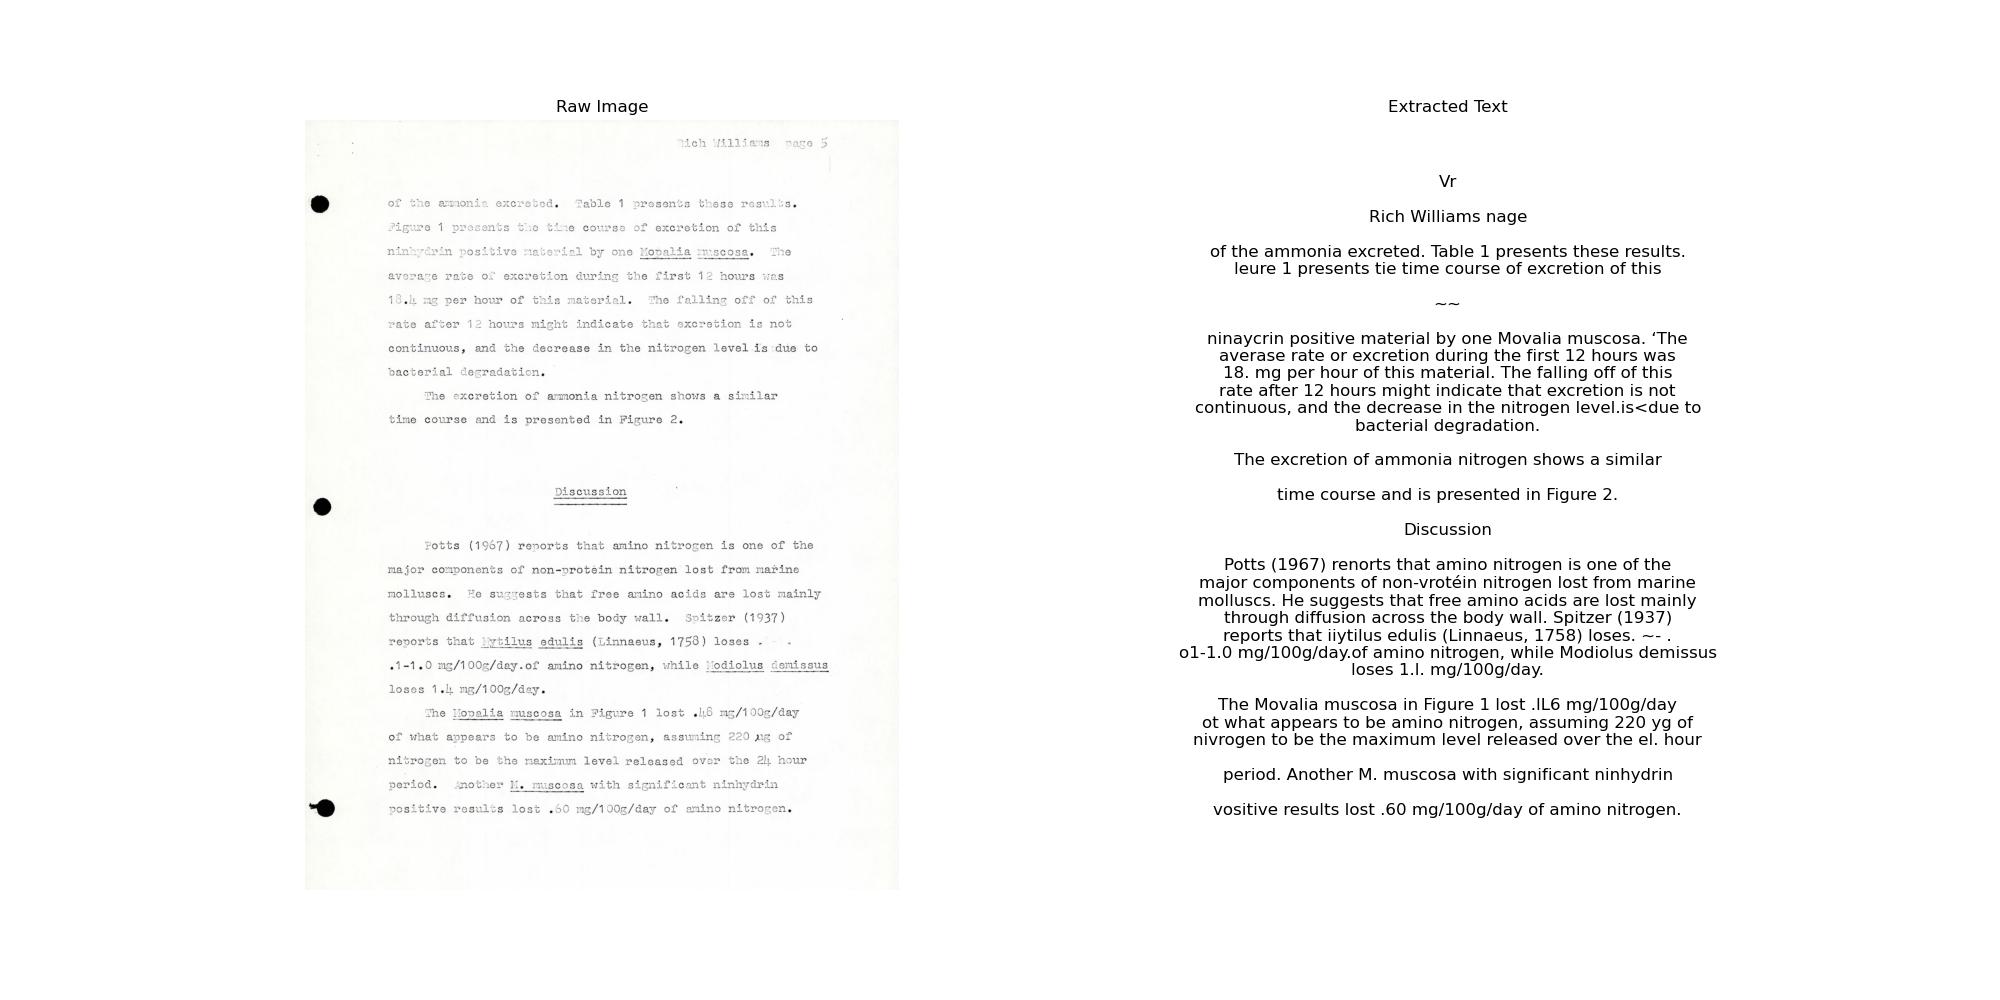 Raw Image
Rich Williams page 5
of the ammonia excreted. Table 1 presents these results.
Figure 1 presents the time course of excretion of this
ninhydrin positive material by one Mopalia muscosa. The
average rate of excretion during the first 12 hours was
18.4 mg per hour of this material. The falling off of this
rate after 12 hours might indicate that excretion is not
continuous, and the decrease in the nitrogen level is due to
bacterial degradation.
The excretion of ammonia nitrogen shows a similar
time course and is presented in Figure 2.
Discussion
Potts (1967) reports that amino nitrogen is one of the
major components of non-protein nitrogen lost from marine
molluscs. He suggests that free amino acids are lost mainly
through diffusion across the body wall. Spitzer (1937)
reports that Mytilus edulis (Linnaeus, 1758) loses
.1-1.0 mg/100g/day.of amino nitrogen, while Modiolus demissus
loses 1.4 mg/100g/day.
The Mopalia muscosa in Figure 1 lost .46 mg/100g/day
of what appears to be amino nitrogen, assuming 220 µg of
nitrogen to be the maximum level released over the 24 hour
period. Another M. muscosa with significant ninhydrin
positive results lost .60 mg/100g/day of amino nitrogen.
Extracted Text
Vr
Rich Williams nage
of the ammonia excreted. Table 1 presents these results.
leure 1 presents tie time course of excretion of this
~~
ninaycrin positive material by one Movalia muscosa. ‘The
averase rate or excretion during the first 12 hours was
18. mg per hour of this material. The falling off of this
rate after 12 hours might indicate that excretion is not
continuous, and the decrease in the nitrogen level.is<due to
bacterial degradation.
The excretion of ammonia nitrogen shows a similar
time course and is presented in Figure 2.
Discussion
Potts (1967) renorts that amino nitrogen is one of the
major components of non-vrotéin nitrogen lost from marine
molluscs. He suggests that free amino acids are lost mainly
through diffusion across the body wall. Spitzer (1937)
reports that iiytilus edulis (Linnaeus, 1758) loses. ~- .
o1-1.0 mg/100g/day.of amino nitrogen, while Modiolus demissus
loses 1.l. mg/100g/day.
The Movalia muscosa in Figure 1 lost .lL6 mg/100g/day
ot what appears to be amino nitrogen, assuming 220 yg of
nivrogen to be the maximum level released over the el. hour
period. Another M. muscosa with significant ninhydrin
vositive results lost .60 mg/100g/day of amino nitrogen.